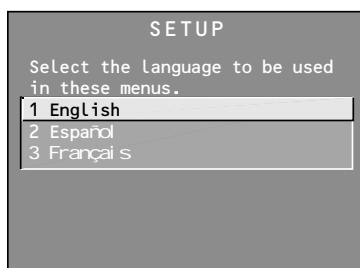 SETUP
Select the language to be used
in these menus.
1 English
2 Español
3 Français